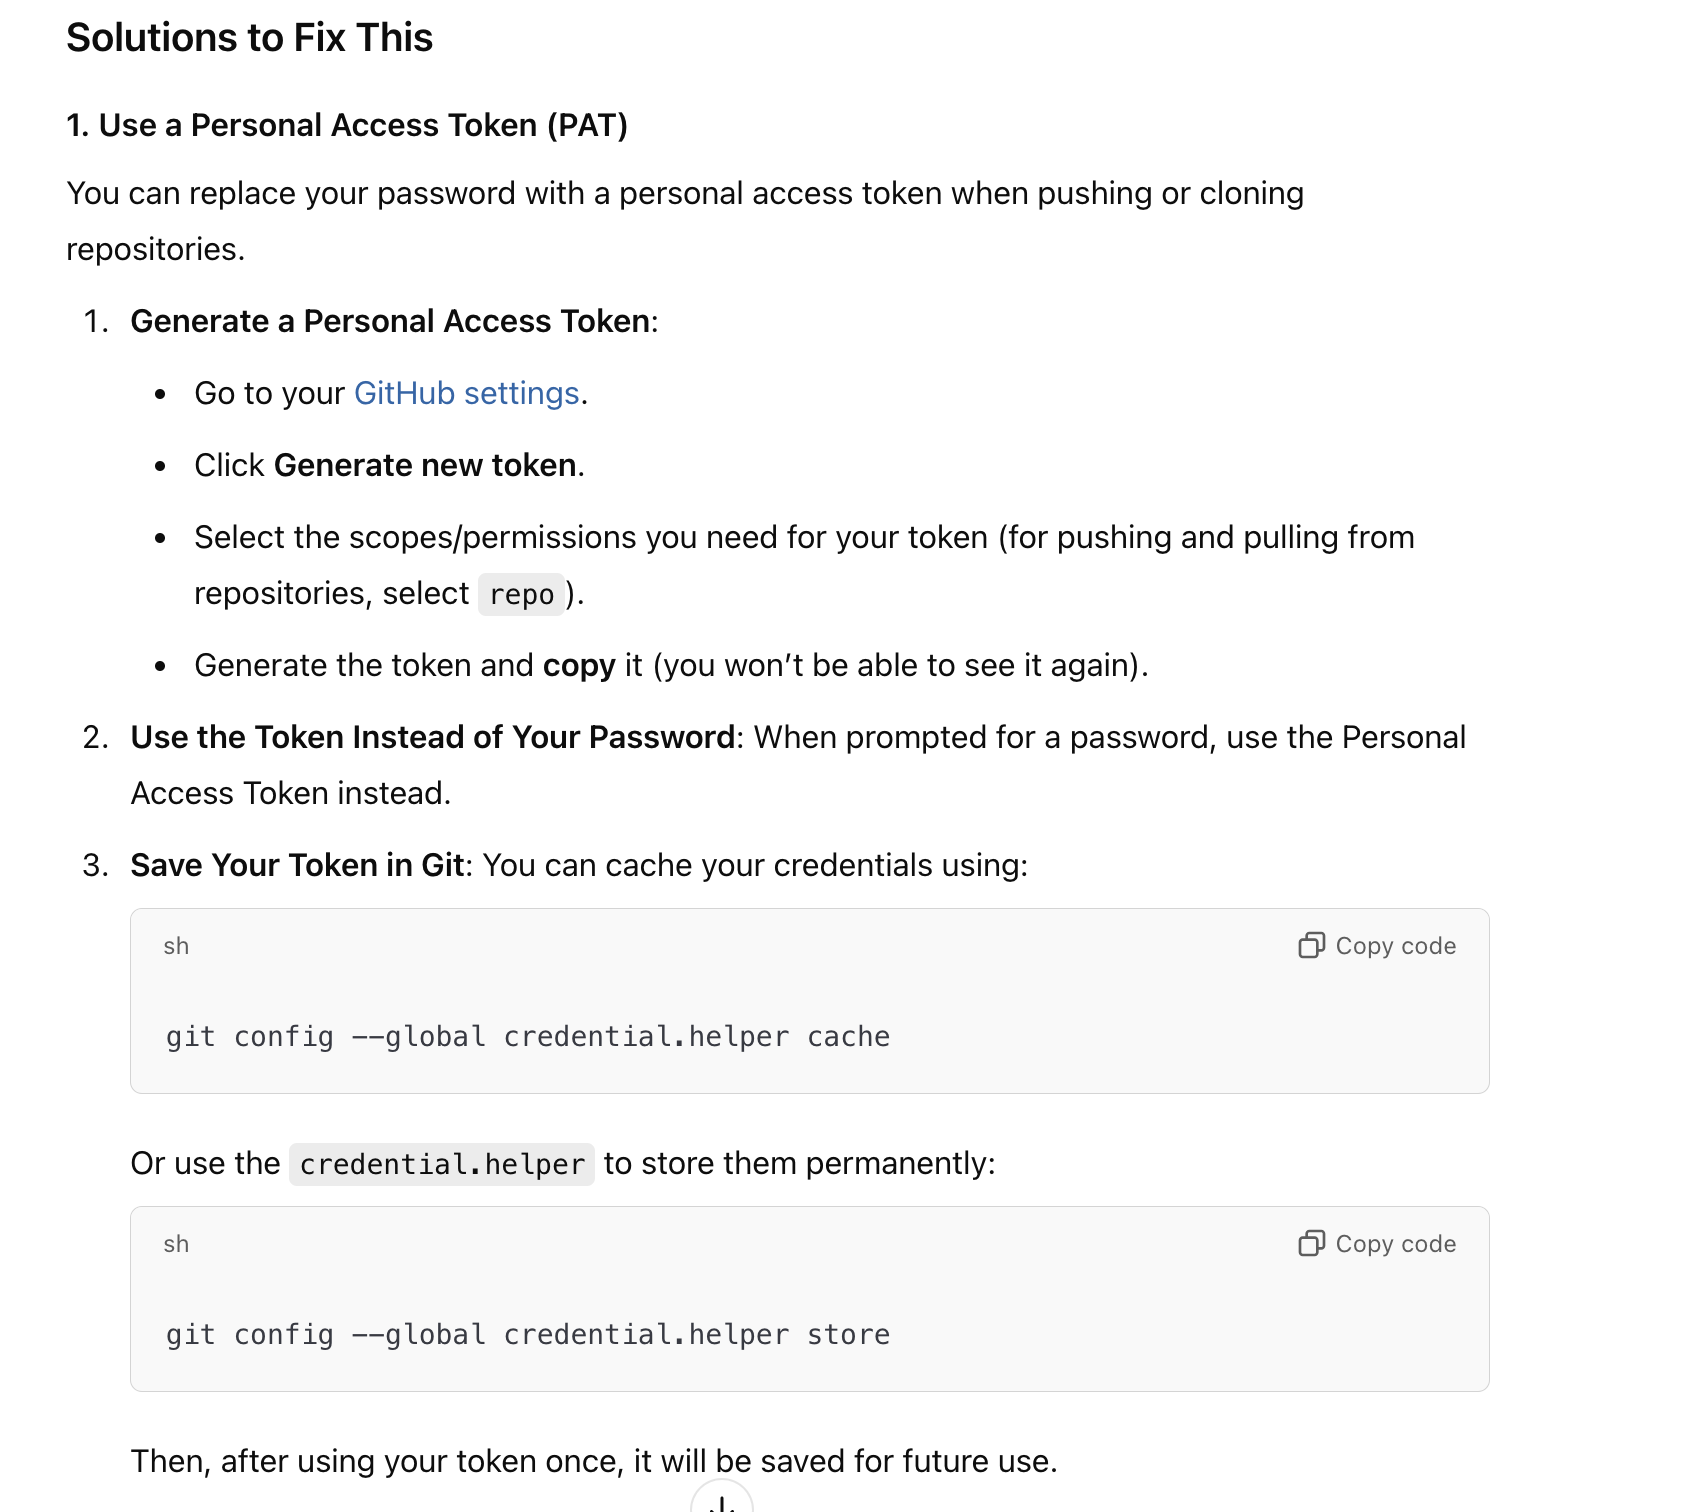 Solutions to Fix This
1. Use a Personal Access Token (PAT)
You can replace your password with a personal access token when pushing or cloning
repositories.
1. Generate a Personal Access Token:
• Go to your GitHub settings.
• Click Generate new token.
• Select the scopes/permissions you need for your token (for pushing and pulling from
repositories, select repo ).
• Generate the token and copy it (you won’t be able to see it again).
2. Use the Token Instead of Your Password: When prompted for a password, use the Personal
Access Token instead.
3. Save Your Token in Git: You can cache your credentials using:
sh Copy code
git config --global credential.helper cache
Or use the credential.helper to store them permanently:
sh Copy code
git config --global credential.helper store
Then, after using your token once, it will be saved for future use.